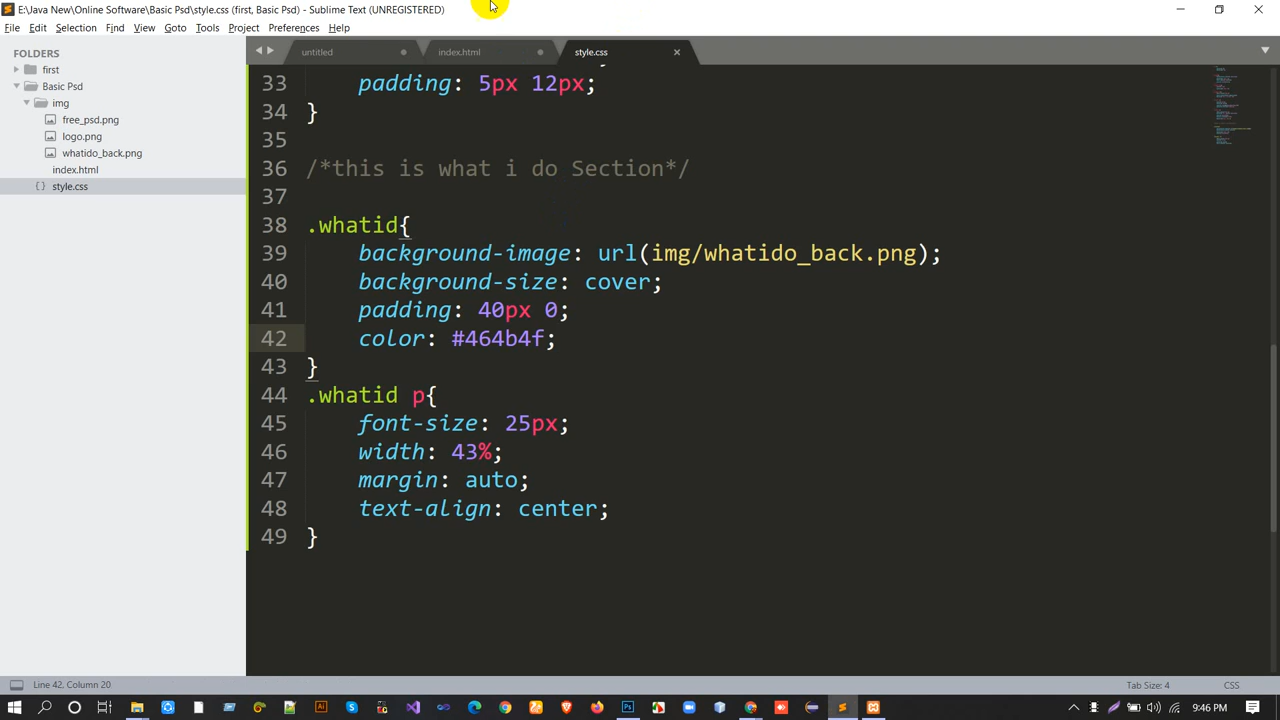 E:\Java New\Online Software\Basic Psd\style.css (first, Basic Psd) - Sublime Text (UNREGISTERED)
File Edit Selection Find View Goto Tools Project Preferences Help
FOLDERS
first
Basic Psd
img
free_psd.png
logo.png
whatido_back.png
index.html
style.css
untitled
index.html
style.css
33 padding: 5px 12px;
34 }
35
36 /*this is what i do Section*/
37
38 .whatid{
39 background-image: url(img/whatido_back.png);
40 background-size: cover;
41 padding: 40px 0;
42 color: #464b4f;
43 }
44 .whatid p{
45 font-size: 25px;
46 width: 43%;
47 margin: auto;
48 text-align: center;
49 }
Line 42, Column 20
Tab Size: 4
CSS
9:46 PM